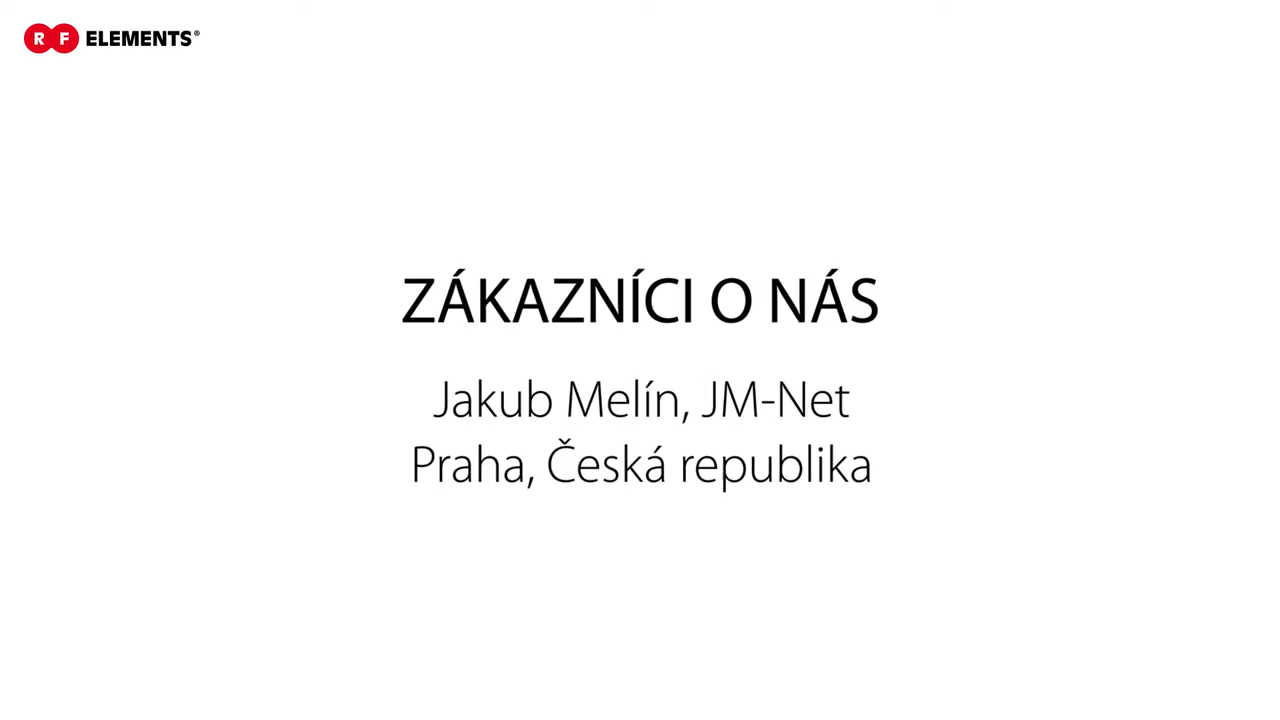 RF ELEMENTS®
ZÁKAZNÍCI O NÁS
Jakub Melín, JM-Net
Praha, Česká republika